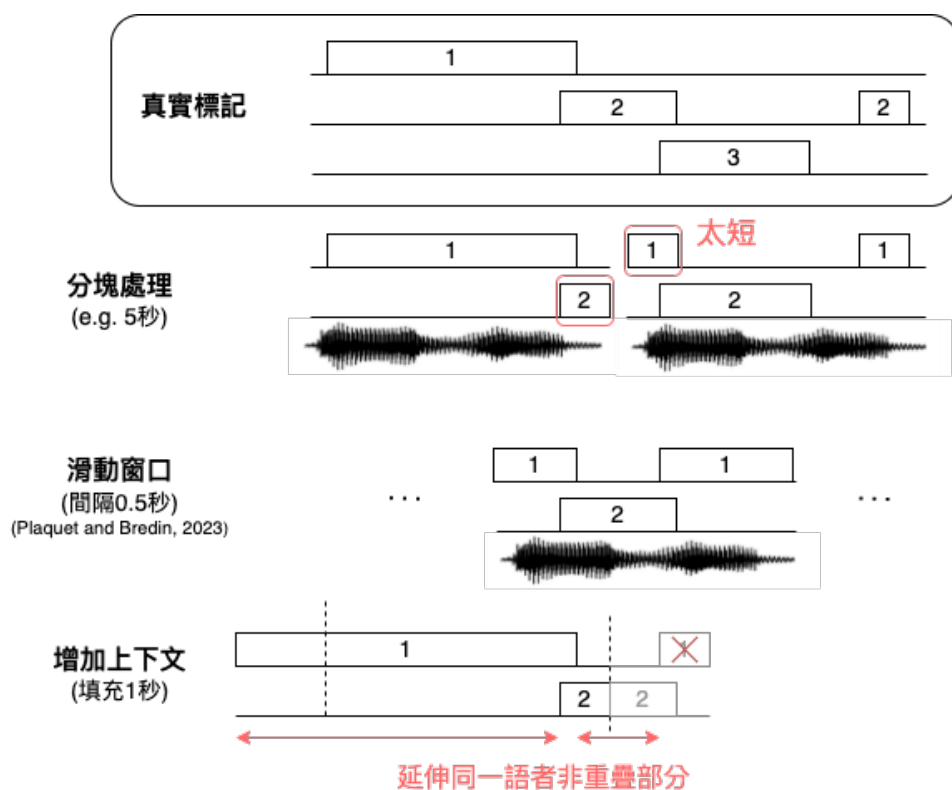 1
真實標記
2
2
3
太短
1
1
1
分塊處理
(e.g. 5秒)
2
2
滑動窗口
(間隔0.5秒)
(Plaquet and Bredin, 2023)
1
1
...
...
2
增加上下文
(填充1秒)
1
1
2
2
延伸同一語者非重疊部分